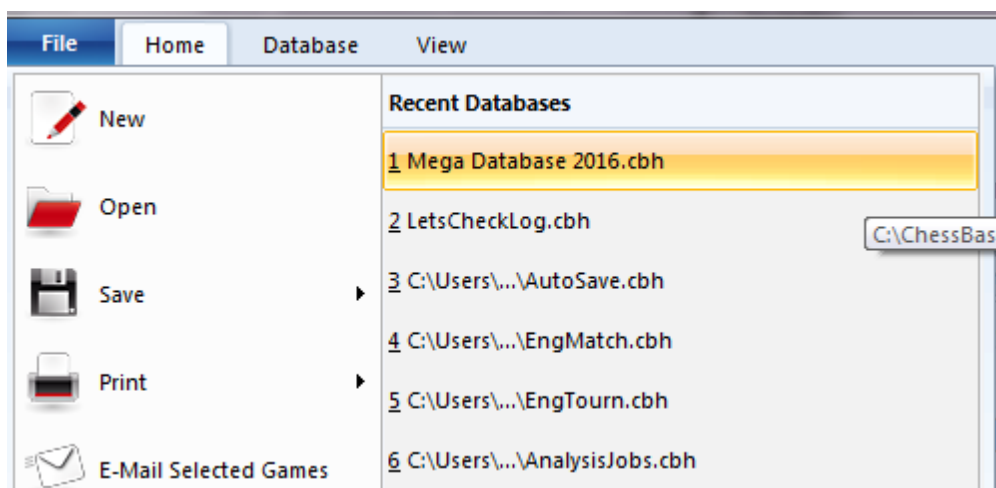 File Home Database View
New
Open
Save
Print
E-Mail Selected Games
Recent Databases
1 Mega Database 2016.cbh
2 LetsCheckLog.cbh
3 C:\Users\...\AutoSave.cbh
4 C:\Users\...\EngMatch.cbh
5 C:\Users\...\EngTourn.cbh
6 C:\Users\...\AnalysisJobs.cbh
C:\ChessBas